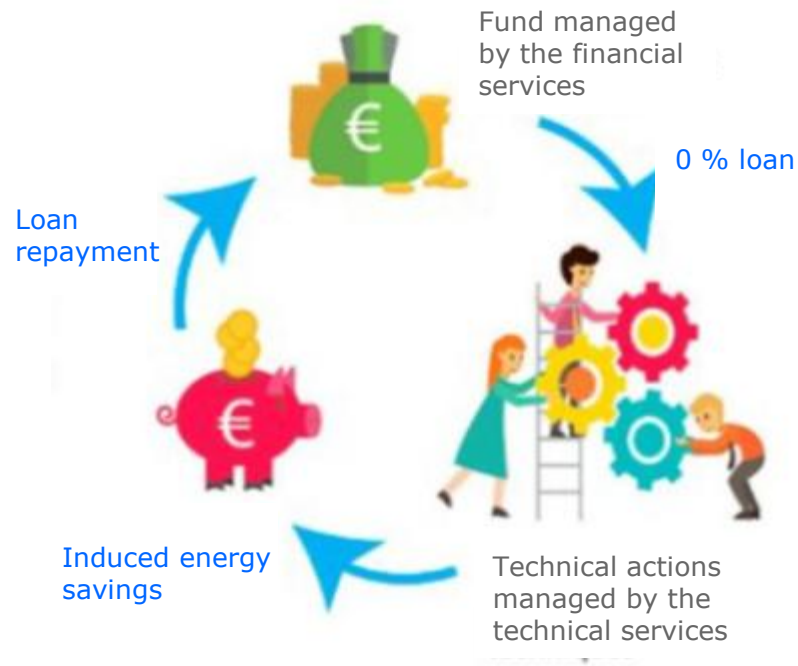 Fund managed
by the financial
services
0 % loan
Loan
repayment
€
€
Induced energy
savings
Technical actions
managed by the
technical services